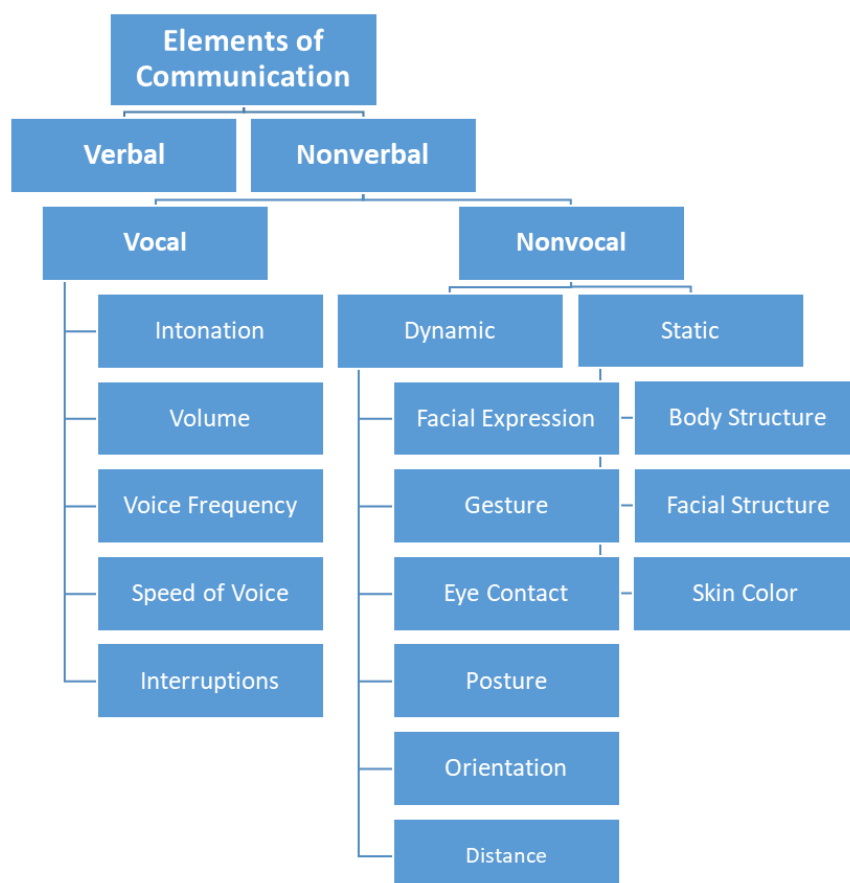 Elements of
Communication
Verbal
Nonverbal
Vocal
Nonvocal
Intonation
Volume
Voice Frequency
Speed of Voice
Interruptions
Dynamic
Facial Expression
Gesture
Eye Contact
Posture
Orientation
Distance
Static
Body Structure
Facial Structure
Skin Color